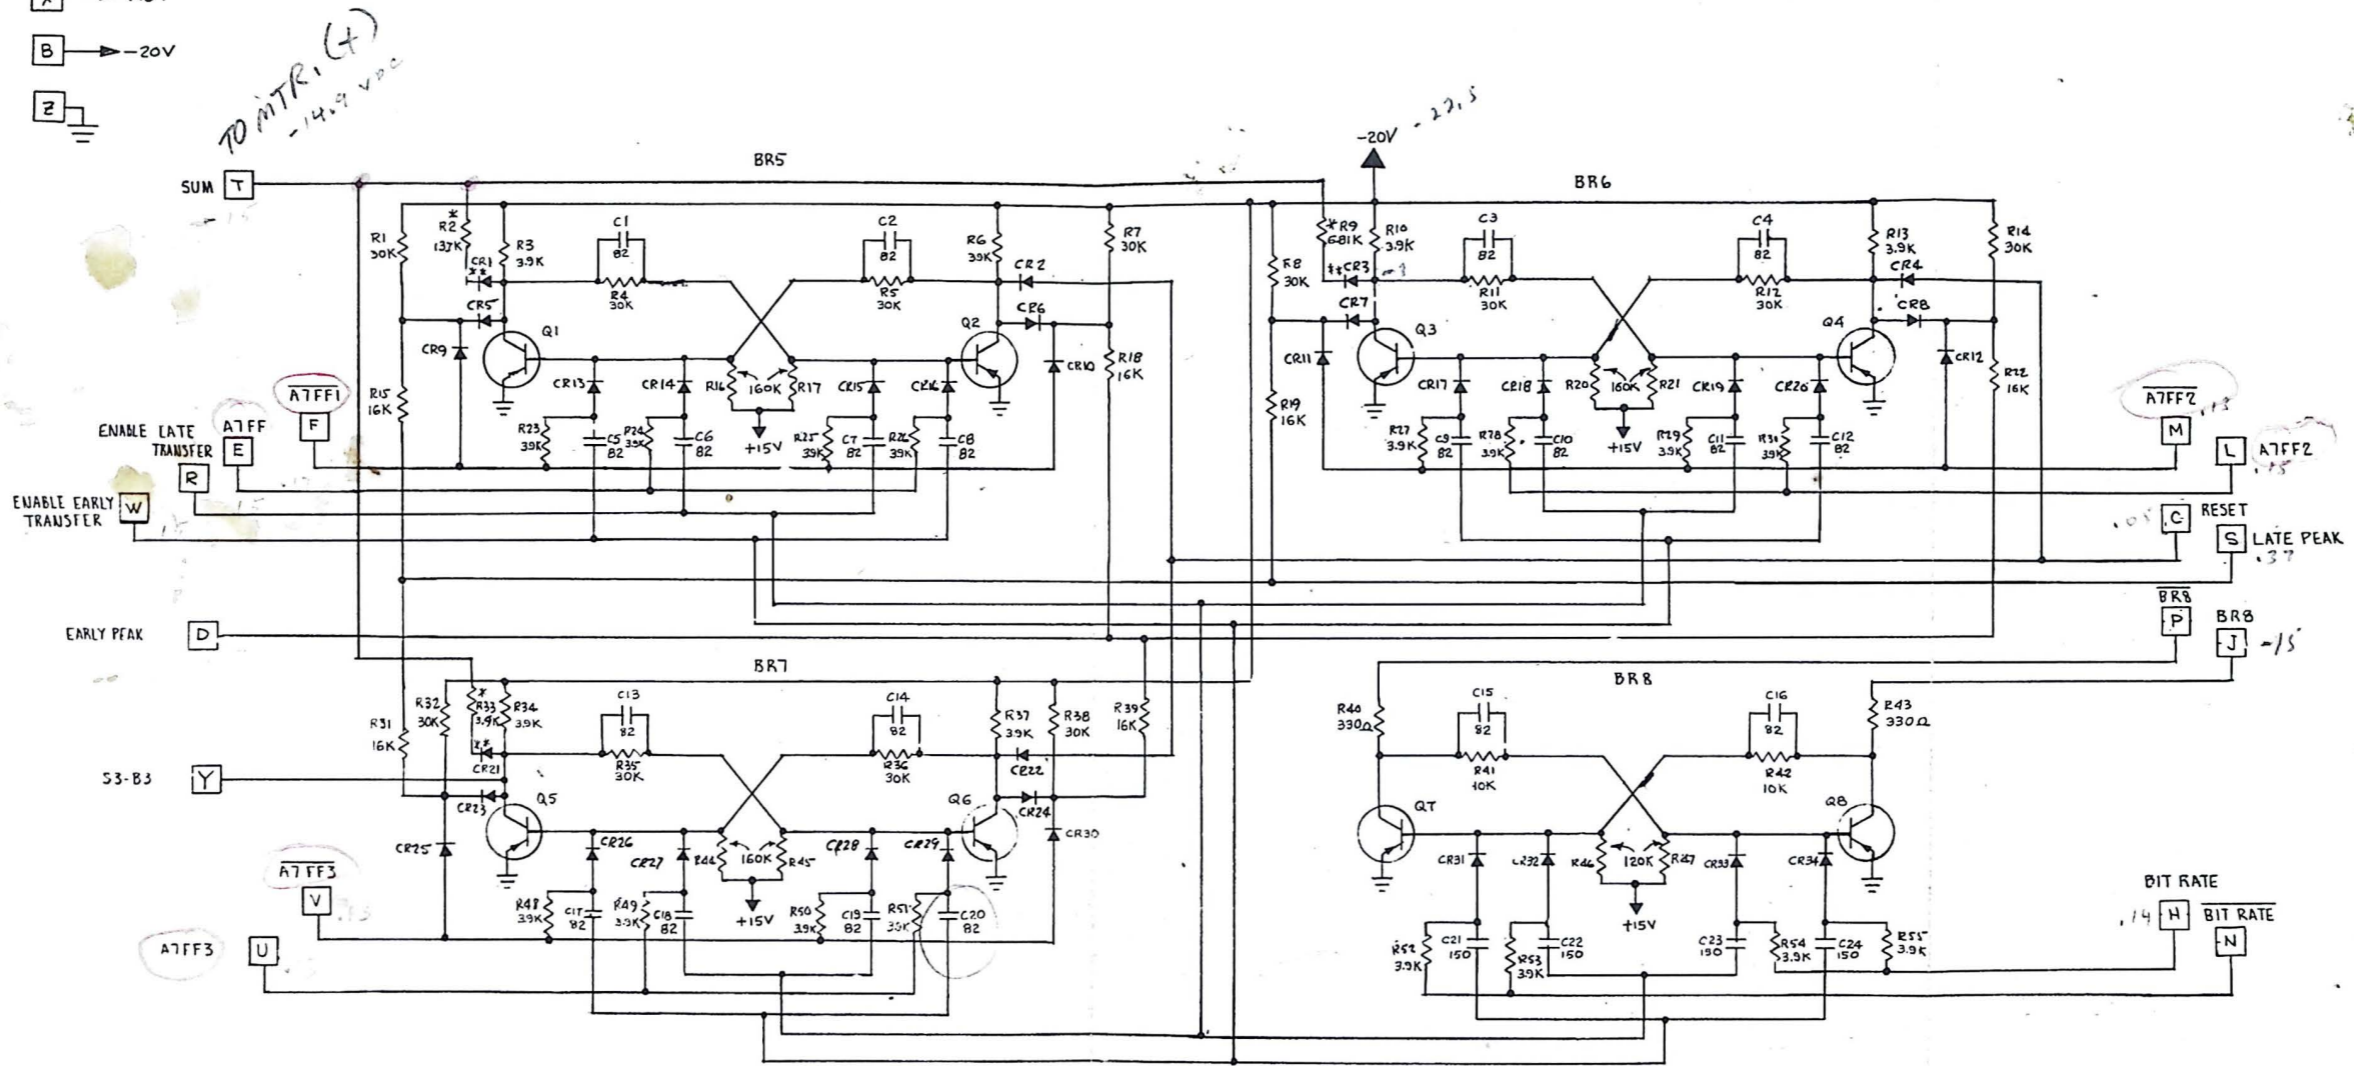 B -20V
Z
TO MTR. (+)
-14.9 VDC
SUM T
BR5
-20V -22.5
BR6
R1 30K
* R2 137K
R3 3.9K
C1 82
R4 30K
C2 82
R5 30K
R6 39K
R7 30K
CR1 **
CR2
CR5
CR6
Q1
Q2
CR9
CR10
R15 16K
R18 16K
CR13
CR14
R16 160K R17
CR15
CR16
R23 39K
C5 82
R24 39K
C6 82
+15V
R25 39K
C7 82
R26 39K
C8 82
R8 30K
*R9 681K
R10 3.9K
C3 82
R11 30K
C4 82
R12 30K
R13 3.9K
R14 30K
**CR3
CR4
CR7
CR8
Q3
Q4
CR11
CR12
R19 16K
R22 16K
CR17
CR18
R20 160K R21
CR19
CR20
R27 3.9K
C9 82
R78 39K
C10 82
+15V
R29 3.9K
C11 82
39K
C12 82
A7FF1 F
A7FF E
ENABLE LATE
TRANSFER
R
ENABLE EARLY
TRANSFER
W
A7FF2 .13
M
L A7FF2
.15
C RESET
.05
S LATE PEAK
.37
EARLY PEAK D
BR8
P
BR8
J -15
BR7
R31 16K
R32 30K
* R33 3.9K
R34 3.9K
C13 82
R35 30K
C14 82
R36 30K
R37 39K
R38 30K
R39 16K
** CR21
CR22
S3-B3 Y
CR23
CR24
Q5
Q6
CR25
CR30
CR26
CR27
R44 160K R45
CR28
CR29
A7FF3
V
R48 3.9K
C17 82
R49 3.9K
C18 82
+15V
R50 3.9K
C19 82
R51 39K
C20 82
A7FF3 U
BR8
R40 330Ω
C15 82
R41 10K
C16 82
R42 10K
R43 330Ω
Q7
Q8
CR31
CR32
R46 120K R47
CR33
CR34
R52 3.9K
C21 150
R53 39K
C22 150
+15V
C23 150
R54 3.9K
C24 150
R55 3.9K
BIT RATE
.14 H
BIT RATE
N